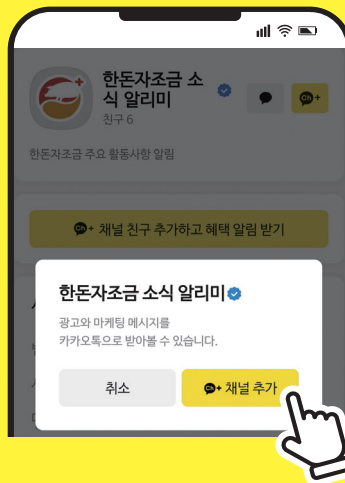 한돈자조금 소
식 알리미
친구 6
Ch+
한돈자조금 주요 활동사항 알림
Ch+ 채널 친구 추가하고 혜택 알림 받기
한돈자조금 소식 알리미
광고와 마케팅 메시지를
카카오톡으로 받아볼 수 있습니다.
취소
Ch+ 채널 추가